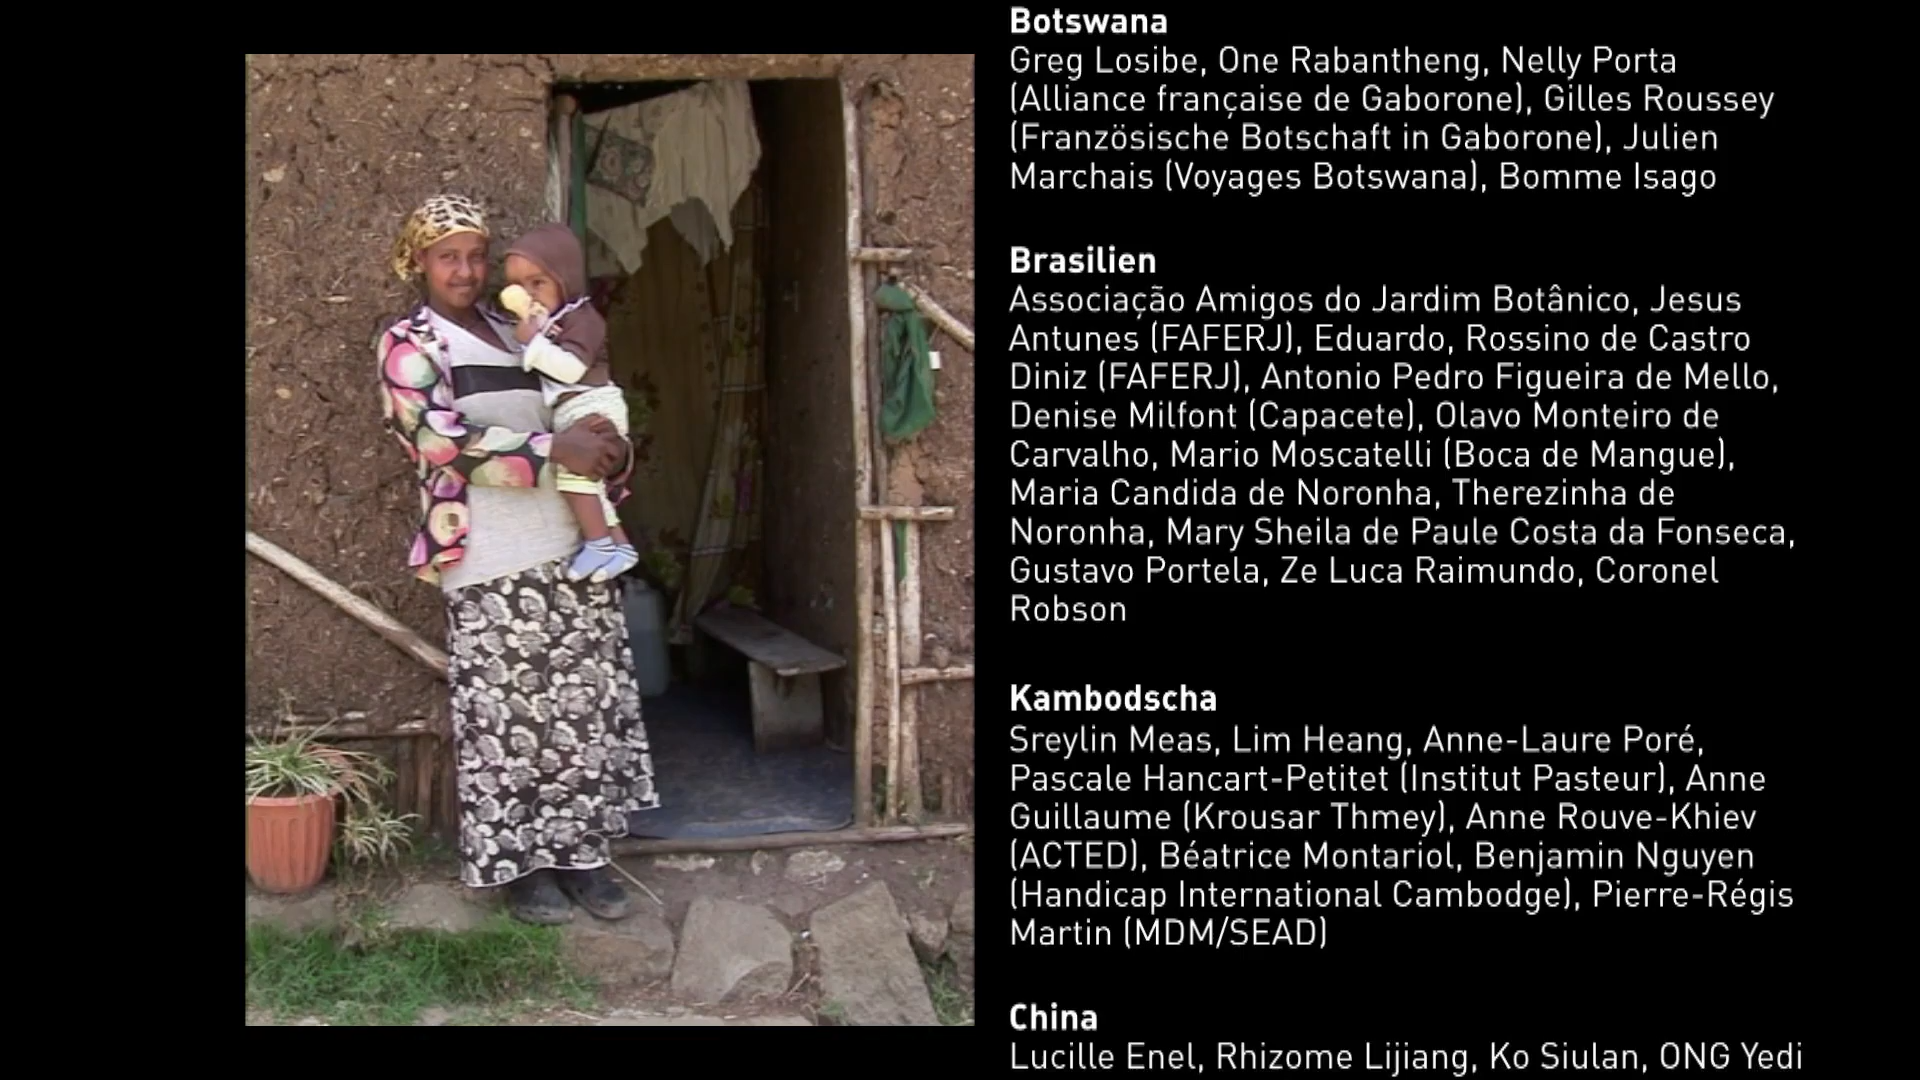 Botswana
Greg Losibe, One Rabantheng, Nelly Porta
(Alliance française de Gaborone), Gilles Roussey
(Französische Botschaft in Gaborone), Julien
Marchais (Voyages Botswana), Bomme Isago
Brasilien
Associação Amigos do Jardim Botânico, Jesus
Antunes (FAFERJ), Eduardo, Rossino de Castro
Diniz (FAFERJ), Antonio Pedro Figueira de Mello,
Denise Milfont (Capacete), Olavo Monteiro de
Carvalho, Mario Moscatelli (Boca de Mangue),
Maria Candida de Noronha, Therezinha de
Noronha, Mary Sheila de Paule Costa da Fonseca,
Gustavo Portela, Ze Luca Raimundo, Coronel
Robson
Kambodscha
Sreylin Meas, Lim Heang, Anne-Laure Poré,
Pascale Hancart-Petitet (Institut Pasteur), Anne
Guillaume (Krousar Thmey), Anne Rouve-Khiev
(ACTED), Béatrice Montariol, Benjamin Nguyen
(Handicap International Cambodge), Pierre-Régis
Martin (MDM/SEAD)
China
Lucille Enel, Rhizome Lijiang, Ko Siulan, ONG Yedi